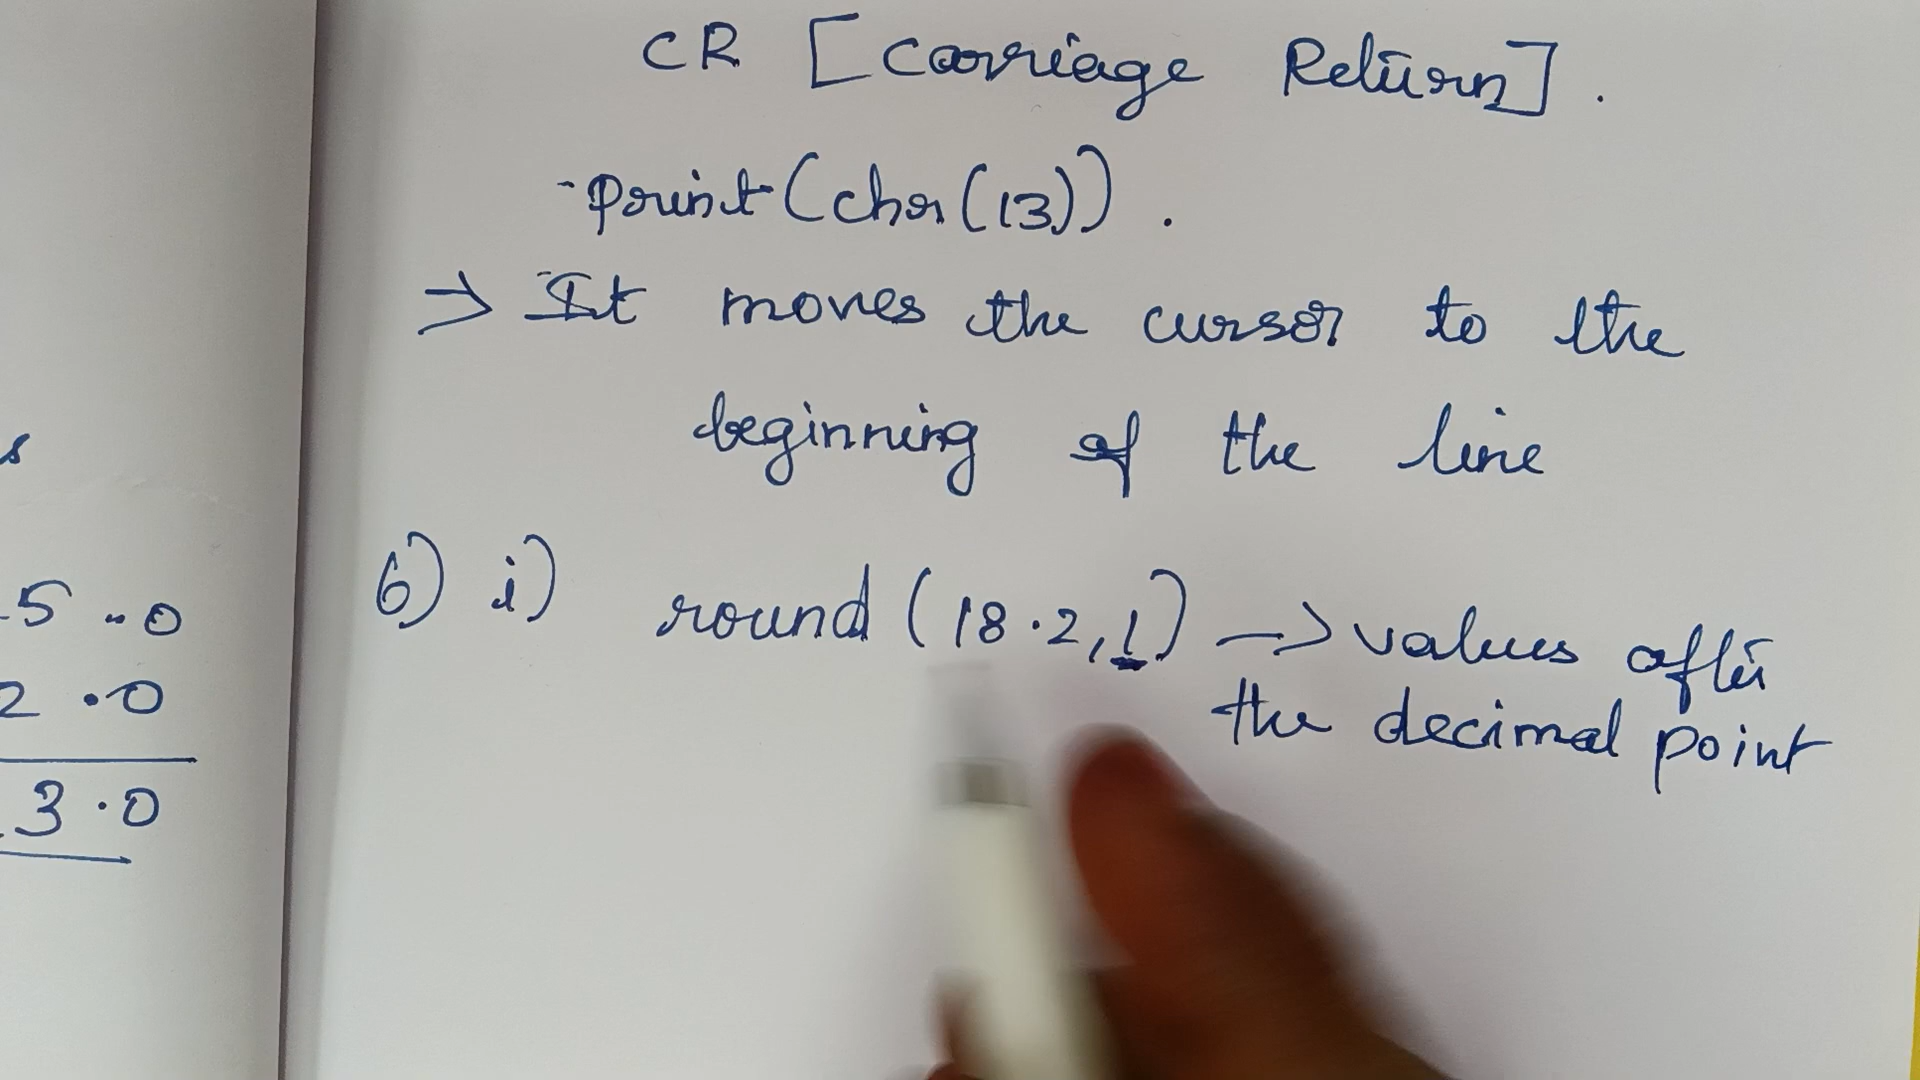 CR [Carriage Return].
print(chr(13)).
=> It moves the cursor to the
beginning of the line
6) i) round (18.2,1) -> values after
the decimal point
s
5.0
2.0
3.0